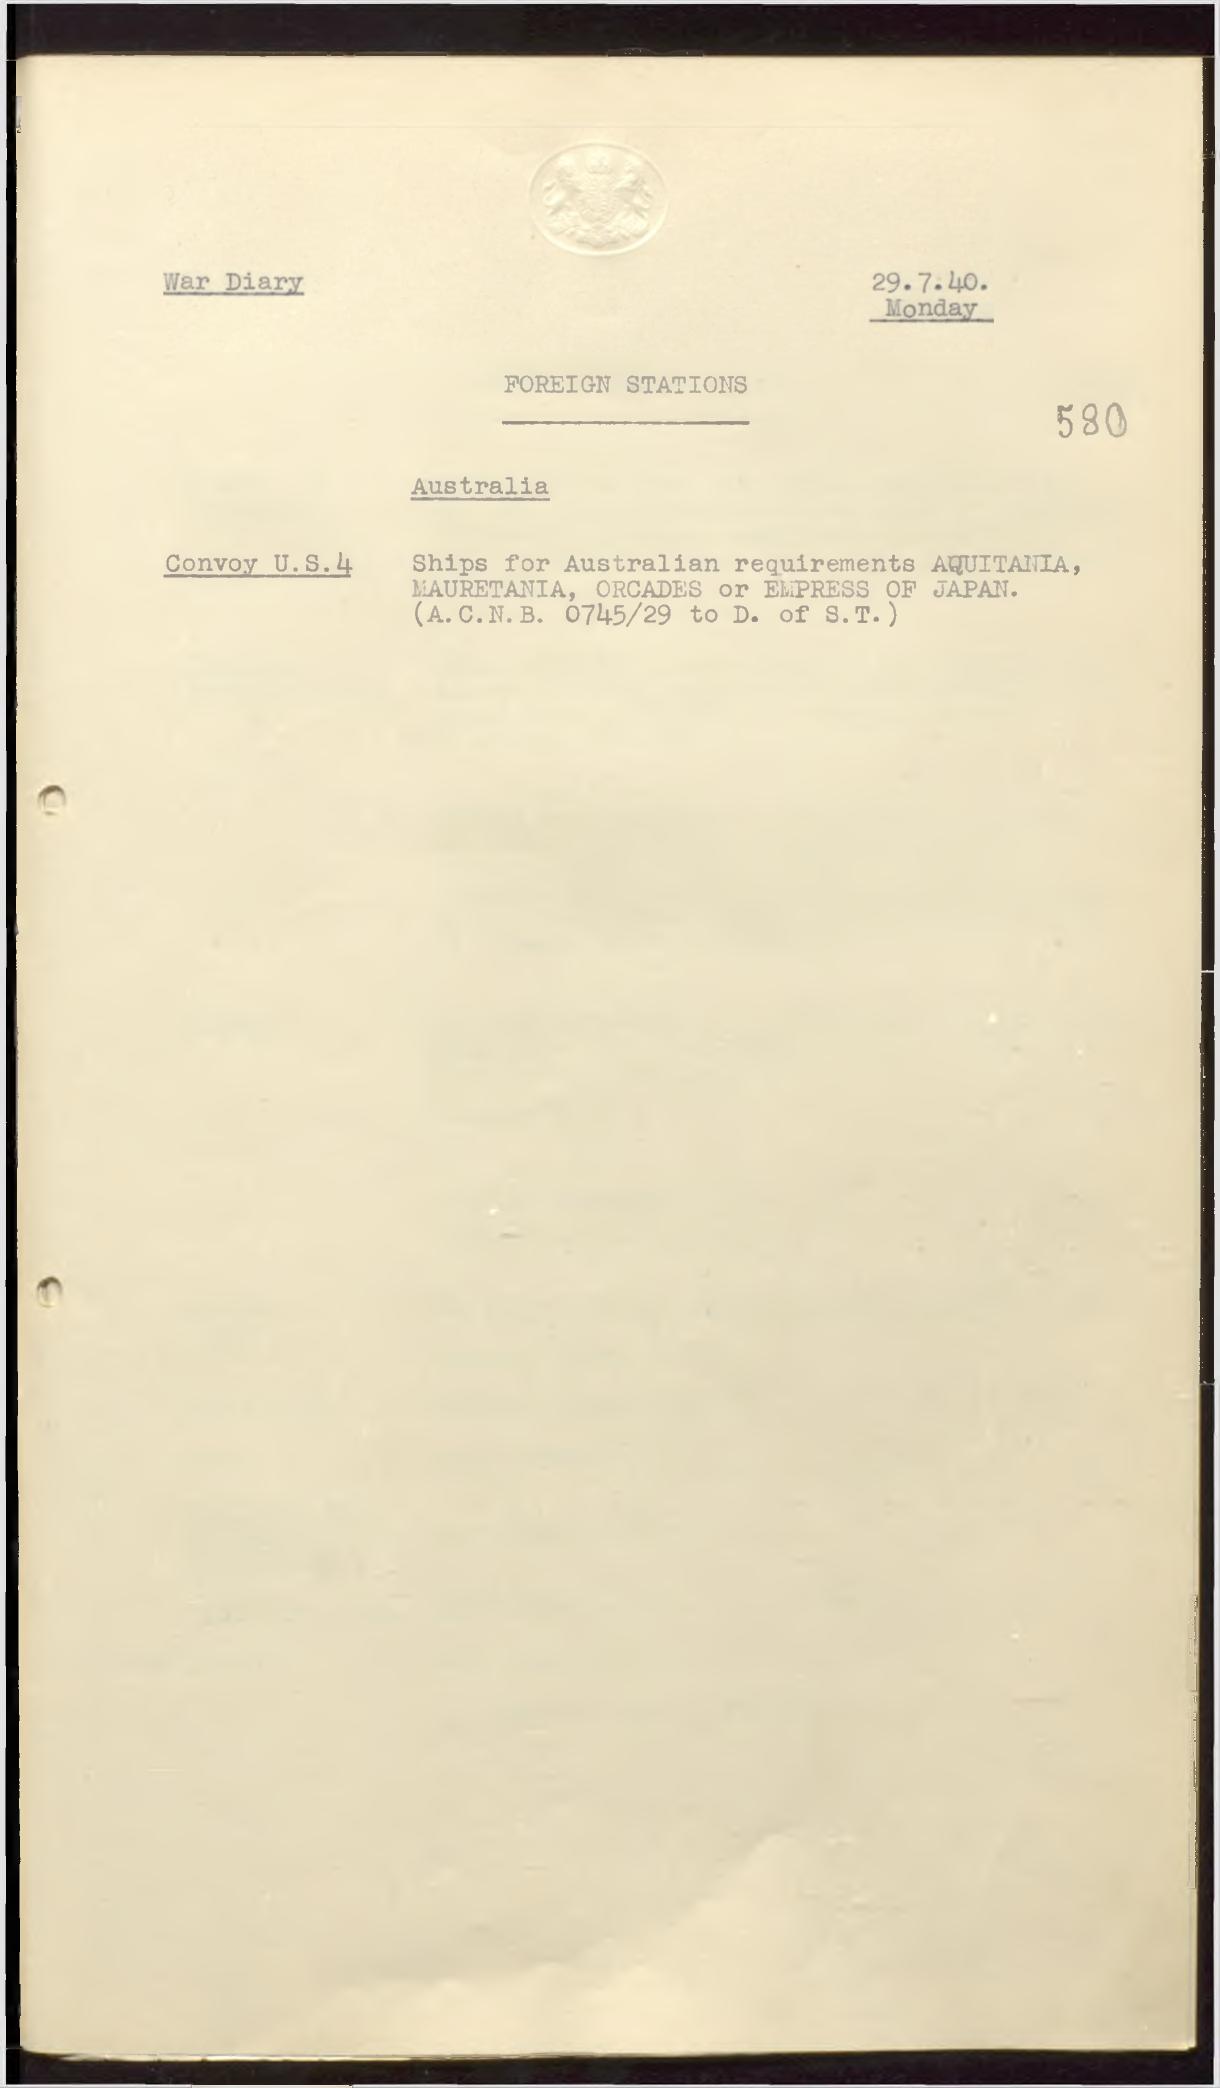 War Diary
29.7.40.
Monday
FOREIGN STATIONS
580
Australia
Convoy U.S.4
Ships for Australian requirements AQUITANIA,
MAURETANIA, ORCADES or EMPRESS OF JAPAN.
(A.C.N.B. 0745/29 to D. of S.T.)